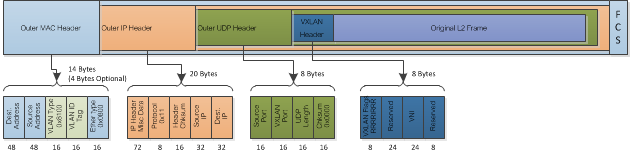 Outer MAC Header
Outer IP Header
Outer UDP Header
VXLAN
Header
Original L2 Frame
F
C
S
14 Bytes
(4 Bytes Optional)
20 Bytes
8 Bytes
8 Bytes
Dest.
Address
Source
Address
VLAN Type
0x8100
VLAN ID
Tag
Ether Type
0x0800
IP Header
Misc Data
Protocol
0x11
Header
Chksum
Source
IP
Dest.
IP
Source
Port
VXLAN
Port
UDP
Length
Chksum
0x0000
VXLAN Flags
RRRRIRRR
Reserved
VNI
Reserved
48 48 16 16 16
72 8 16 32 32
16 16 16 16
8 24 24 8